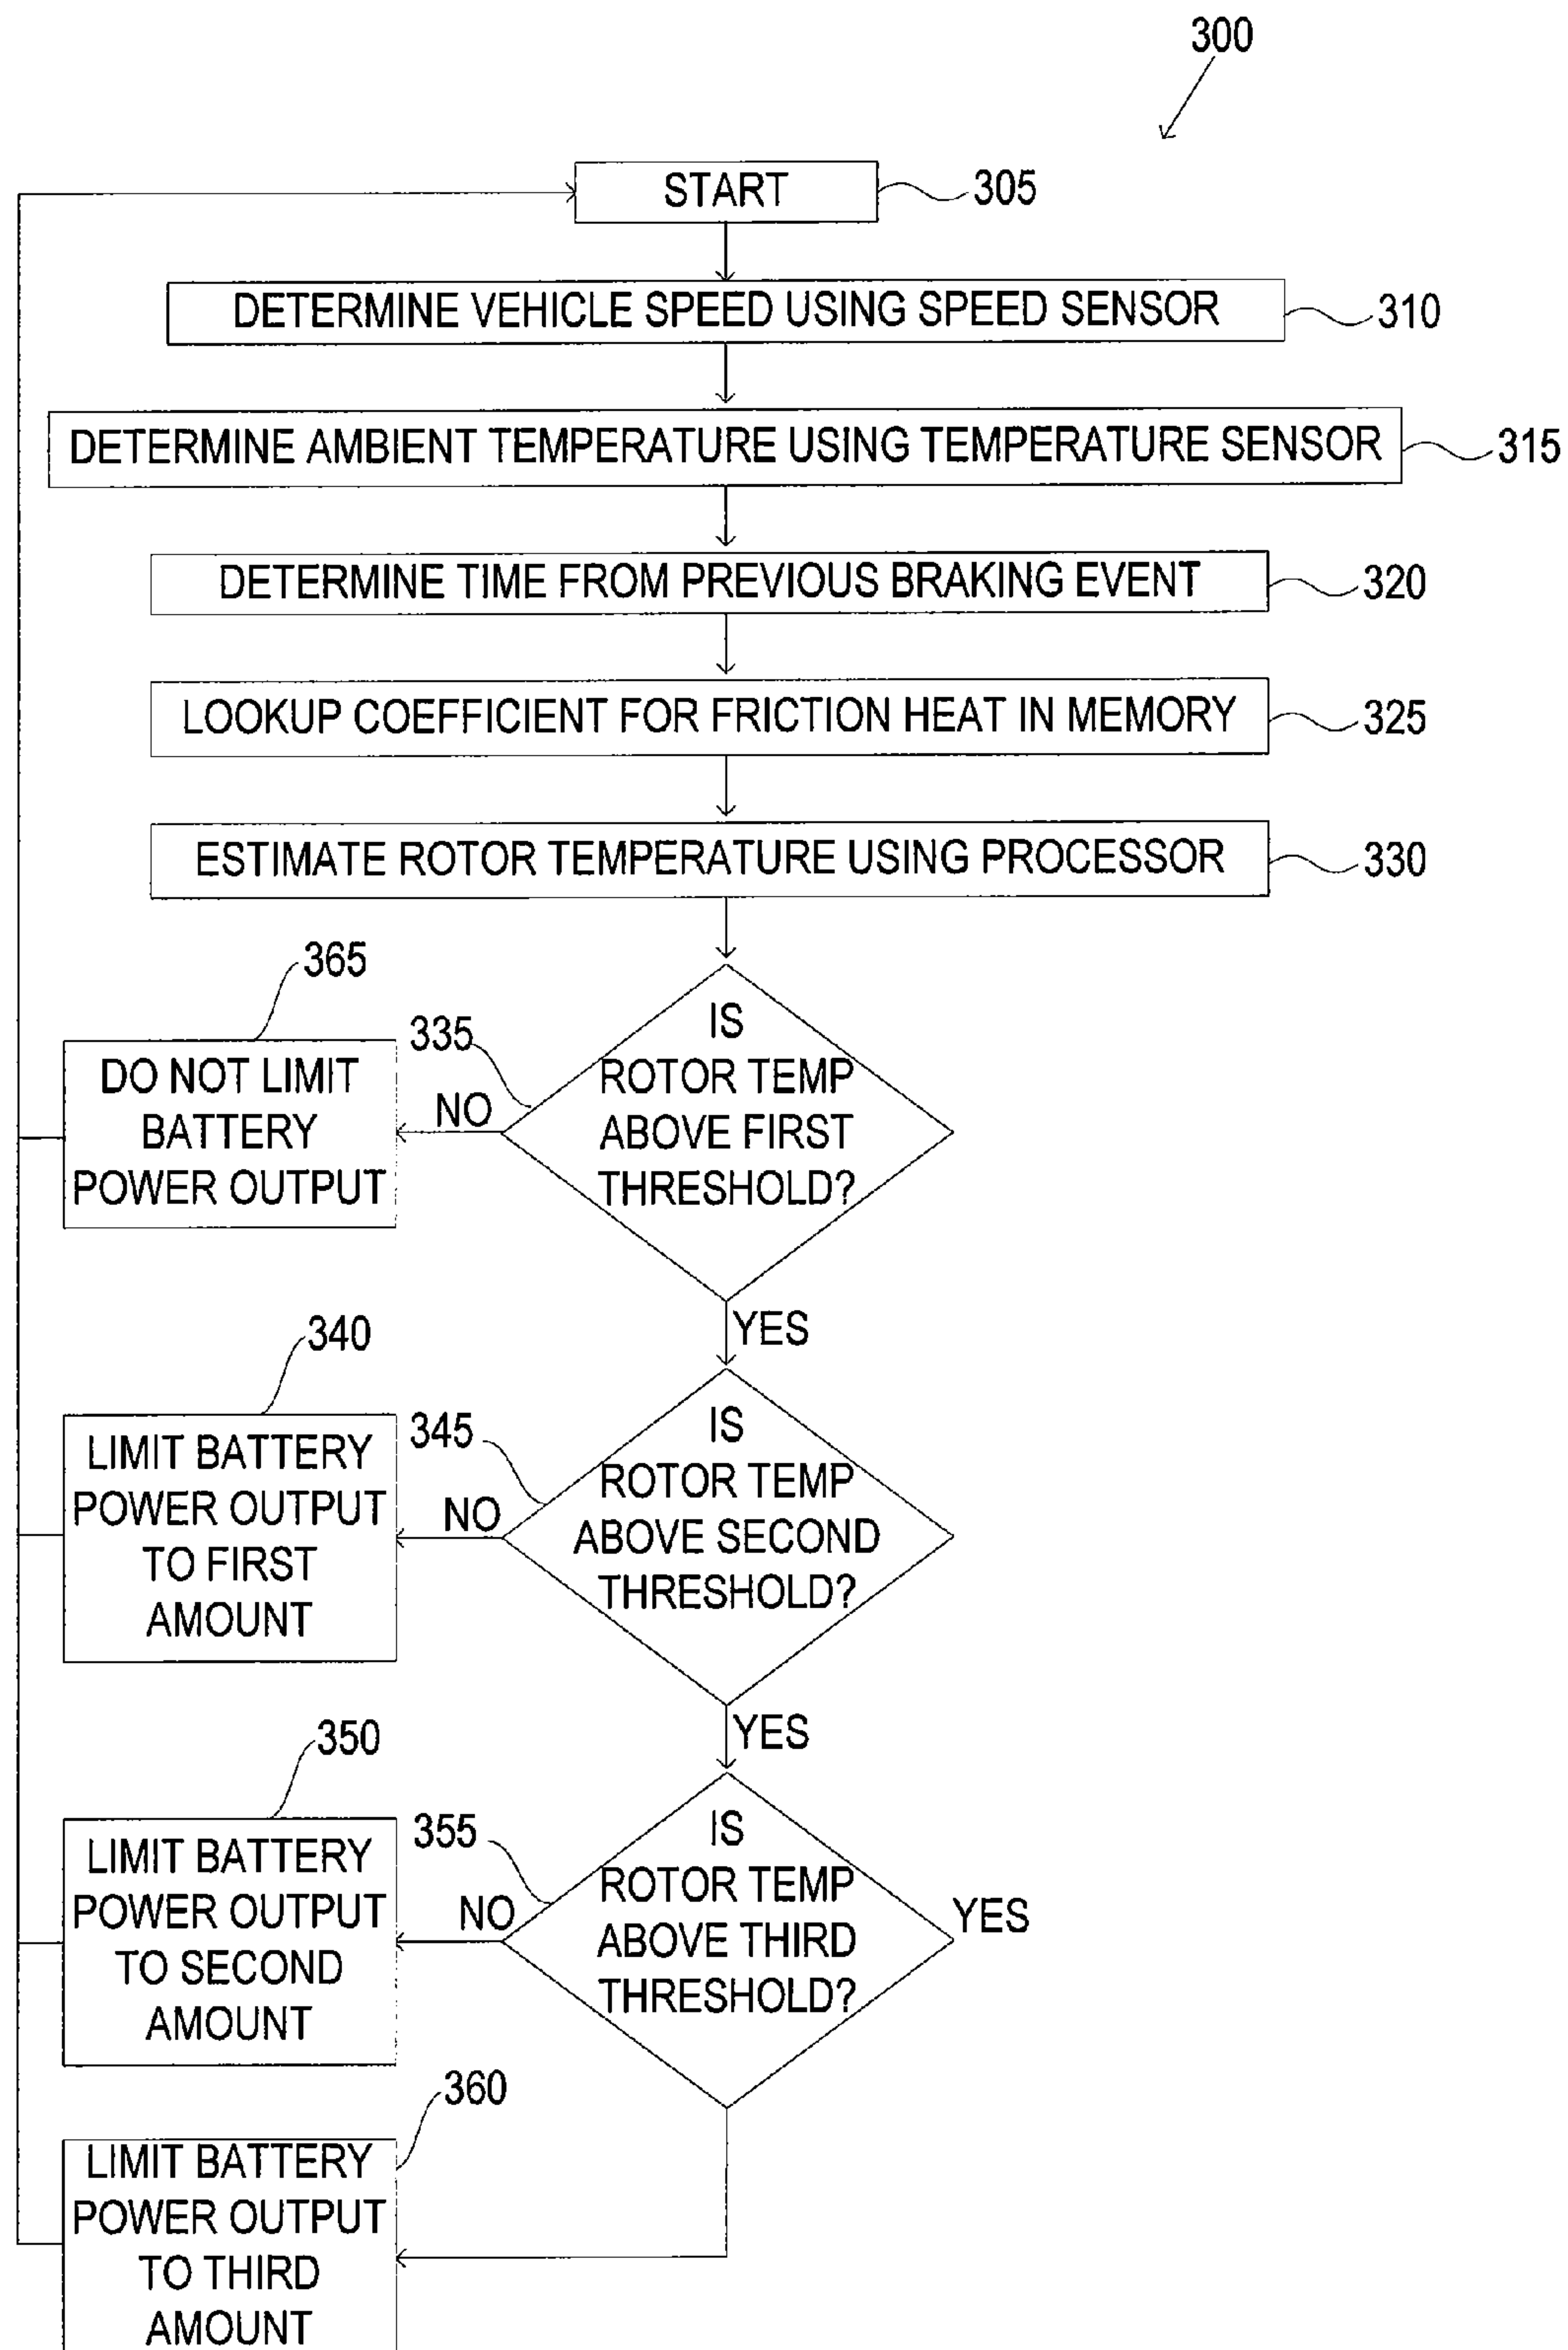 300
START
305
DETERMINE VEHICLE SPEED USING SPEED SENSOR
310
DETERMINE AMBIENT TEMPERATURE USING TEMPERATURE SENSOR
315
DETERMINE TIME FROM PREVIOUS BRAKING EVENT
320
LOOKUP COEFFICIENT FOR FRICTION HEAT IN MEMORY
325
ESTIMATE ROTOR TEMPERATURE USING PROCESSOR
330
365
DO NOT LIMIT
BATTERY
POWER OUTPUT
335
NO
IS
ROTOR TEMP
ABOVE FIRST
THRESHOLD?
YES
340
LIMIT BATTERY
POWER OUTPUT
TO FIRST
AMOUNT
345
NO
IS
ROTOR TEMP
ABOVE SECOND
THRESHOLD?
YES
350
LIMIT BATTERY
POWER OUTPUT
TO SECOND
AMOUNT
355
NO
IS
ROTOR TEMP
ABOVE THIRD
THRESHOLD?
YES
360
LIMIT BATTERY
POWER OUTPUT
TO THIRD
AMOUNT